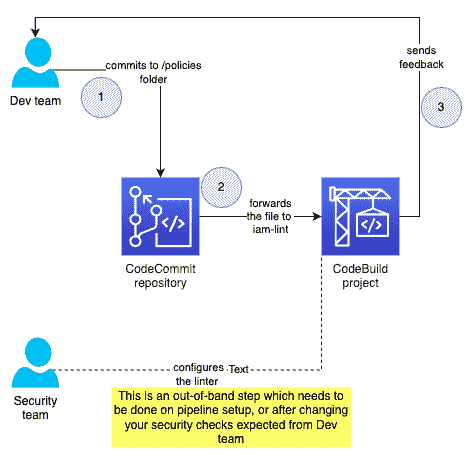 sends
feedback
commits to /policies
folder
Dev team
1
3
2
forwards
the file to
iam-lint
CodeCommit
repository
CodeBuild
project
configures
the linter
Text
Security
team
This is an out-of-band step which needs to
be done on pipeline setup, or after changing
your security checks expected from Dev
team